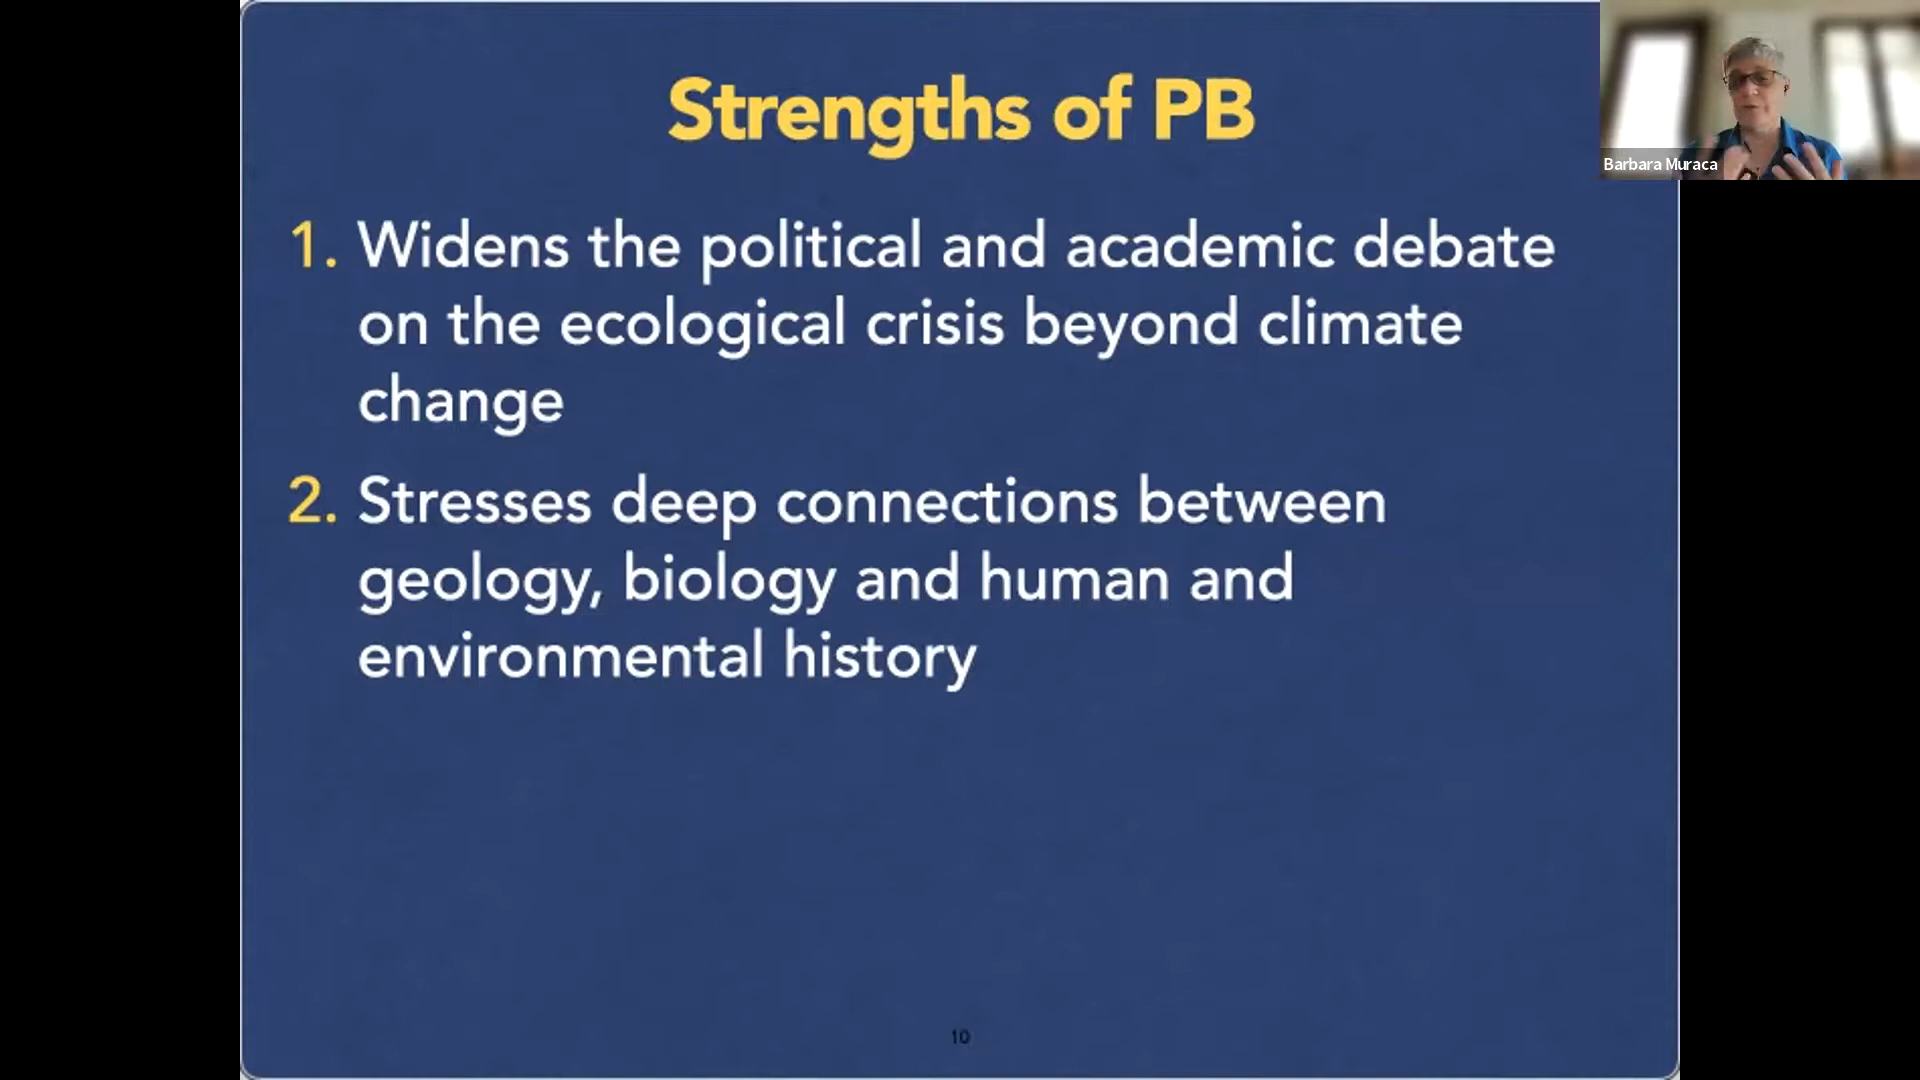 Strengths of PB
Barbara Muraca
1. Widens the political and academic debate
on the ecological crisis beyond climate
change
2. Stresses deep connections between
geology, biology and human and
environmental history
10